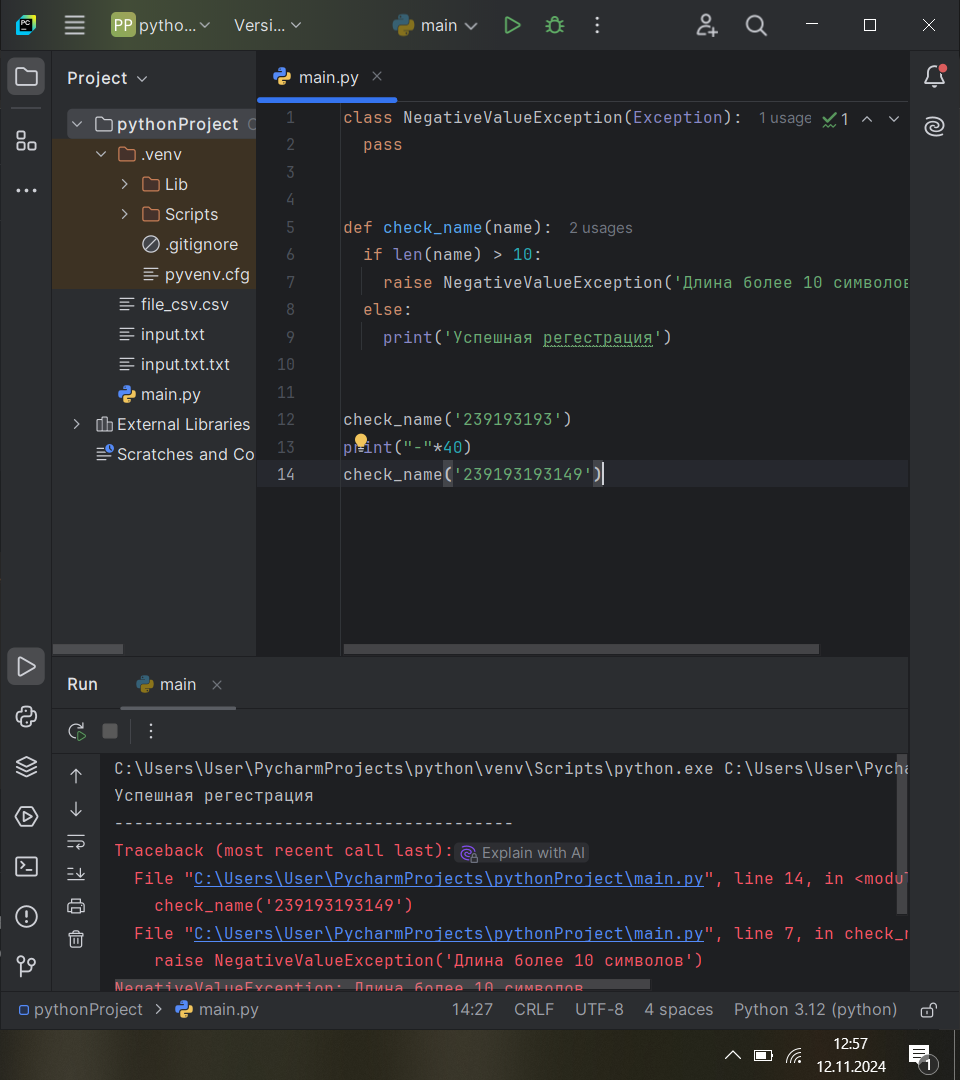 PC
PP pytho... Versi... main
Project
main.py
pythonProject C
.venv
Lib
Scripts
.gitignore
pyvenv.cfg
file_csv.csv
input.txt
input.txt.txt
main.py
External Libraries
Scratches and Co
1 class NegativeValueException(Exception): 1 usage 1
2 pass
3
4
5 def check_name(name): 2 usages
6 if len(name) > 10:
7 raise NegativeValueException('Длина более 10 символов
8 else:
9 print('Успешная регестрация')
10
11
12 check_name('239193193')
13 print("-"*40)
14 check_name('239193193149')
Run main
C:\Users\User\PycharmProjects\python\venv\Scripts\python.exe C:\Users\User\Pycha
Успешная регестрация
----------------------------------------
Traceback (most recent call last): Explain with AI
File "C:\Users\User\PycharmProjects\pythonProject\main.py", line 14, in <modul
check_name('239193193149')
File "C:\Users\User\PycharmProjects\pythonProject\main.py", line 7, in check_n
raise NegativeValueException('Длина более 10 символов')
NegativeValueException: Длина более 10 символов
pythonProject > main.py 14:27 CRLF UTF-8 4 spaces Python 3.12 (python)
12:57
12.11.2024
1